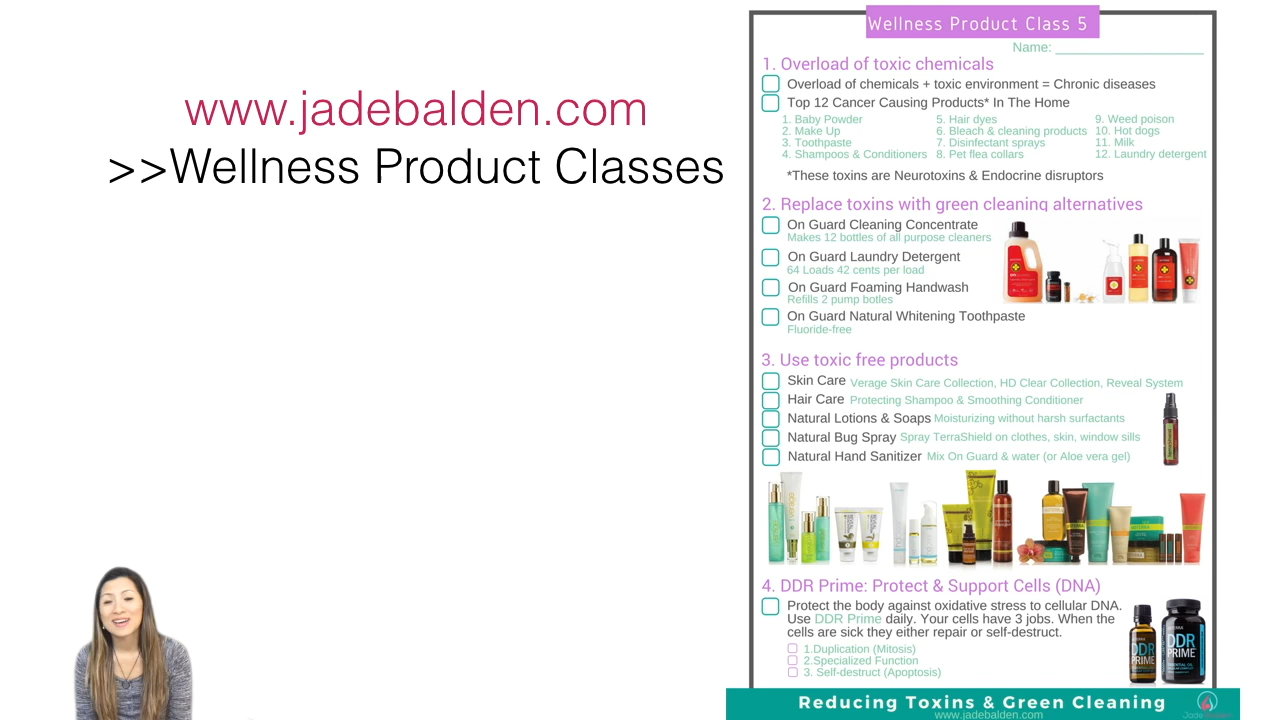 www.jadebalden.com
>>Wellness Product Classes
Wellness Product Class 5
Name: ____________________
1. Overload of toxic chemicals
Overload of chemicals + toxic environment = Chronic diseases
Top 12 Cancer Causing Products* In The Home
1. Baby Powder
2. Make Up
3. Toothpaste
4. Shampoos & Conditioners
5. Hair dyes
6. Bleach & cleaning products
7. Disinfectant sprays
8. Pet flea collars
9. Weed poison
10. Hot dogs
11. Milk
12. Laundry detergent
*These toxins are Neurotoxins & Endocrine disruptors
2. Replace toxins with green cleaning alternatives
On Guard Cleaning Concentrate
Makes 12 bottles of all purpose cleaners
On Guard Laundry Detergent
64 Loads 42 cents per load
On Guard Foaming Handwash
Refills 2 pump botles
On Guard Natural Whitening Toothpaste
Fluoride-free
3. Use toxic free products
Skin Care Verage Skin Care Collection, HD Clear Collection, Reveal System
Hair Care Protecting Shampoo & Smoothing Conditioner
Natural Lotions & Soaps Moisturizing without harsh surfactants
Natural Bug Spray Spray TerraShield on clothes, skin, window sills
Natural Hand Sanitizer Mix On Guard & water (or Aloe vera gel)
4. DDR Prime: Protect & Support Cells (DNA)
Protect the body against oxidative stress to cellular DNA.
Use DDR Prime daily. Your cells have 3 jobs. When the
cells are sick they either repair or self-destruct.
1.Duplication (Mitosis)
2.Specialized Function
3. Self-destruct (Apoptosis)
DDR
PRIME
DDR
PRIME
Reducing Toxins & Green Cleaning
www.jadebalden.com